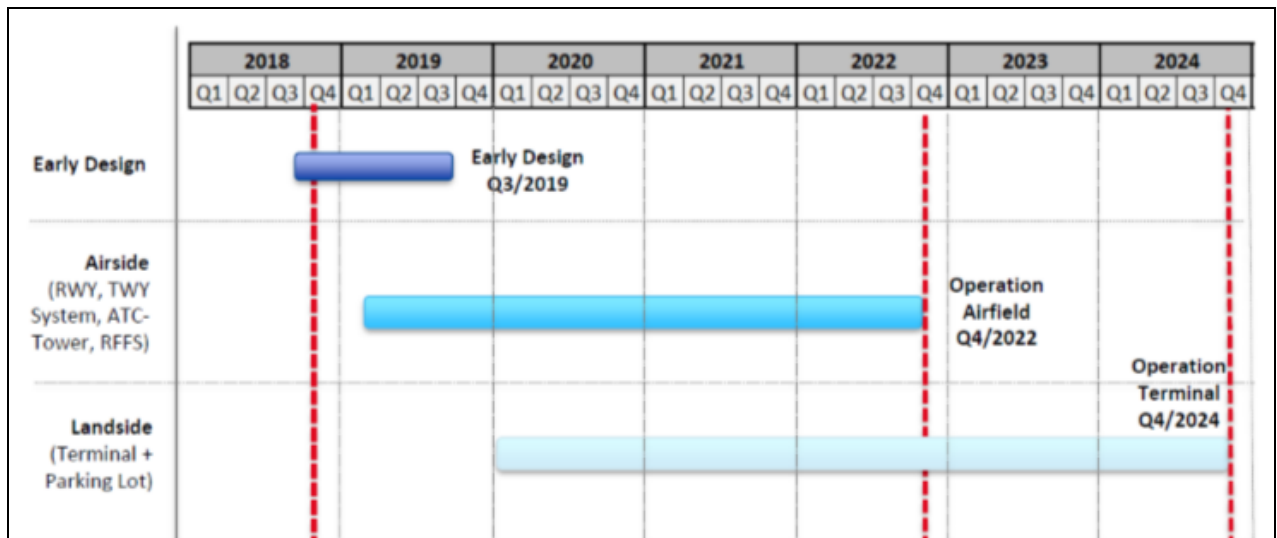 2018 2019 2020 2021 2022 2023 2024
Q1 Q2 Q3 Q4 Q1 Q2 Q3 Q4 Q1 Q2 Q3 Q4 Q1 Q2 Q3 Q4 Q1 Q2 Q3 Q4 Q1 Q2 Q3 Q4 Q1 Q2 Q3 Q4
Early Design
Early Design
Q3/2019
Airside
(RWY, TWY
System, ATC-
Tower, RFFS)
Operation
Airfield
Q4/2022
Operation
Terminal
Q4/2024
Landside
(Terminal +
Parking Lot)